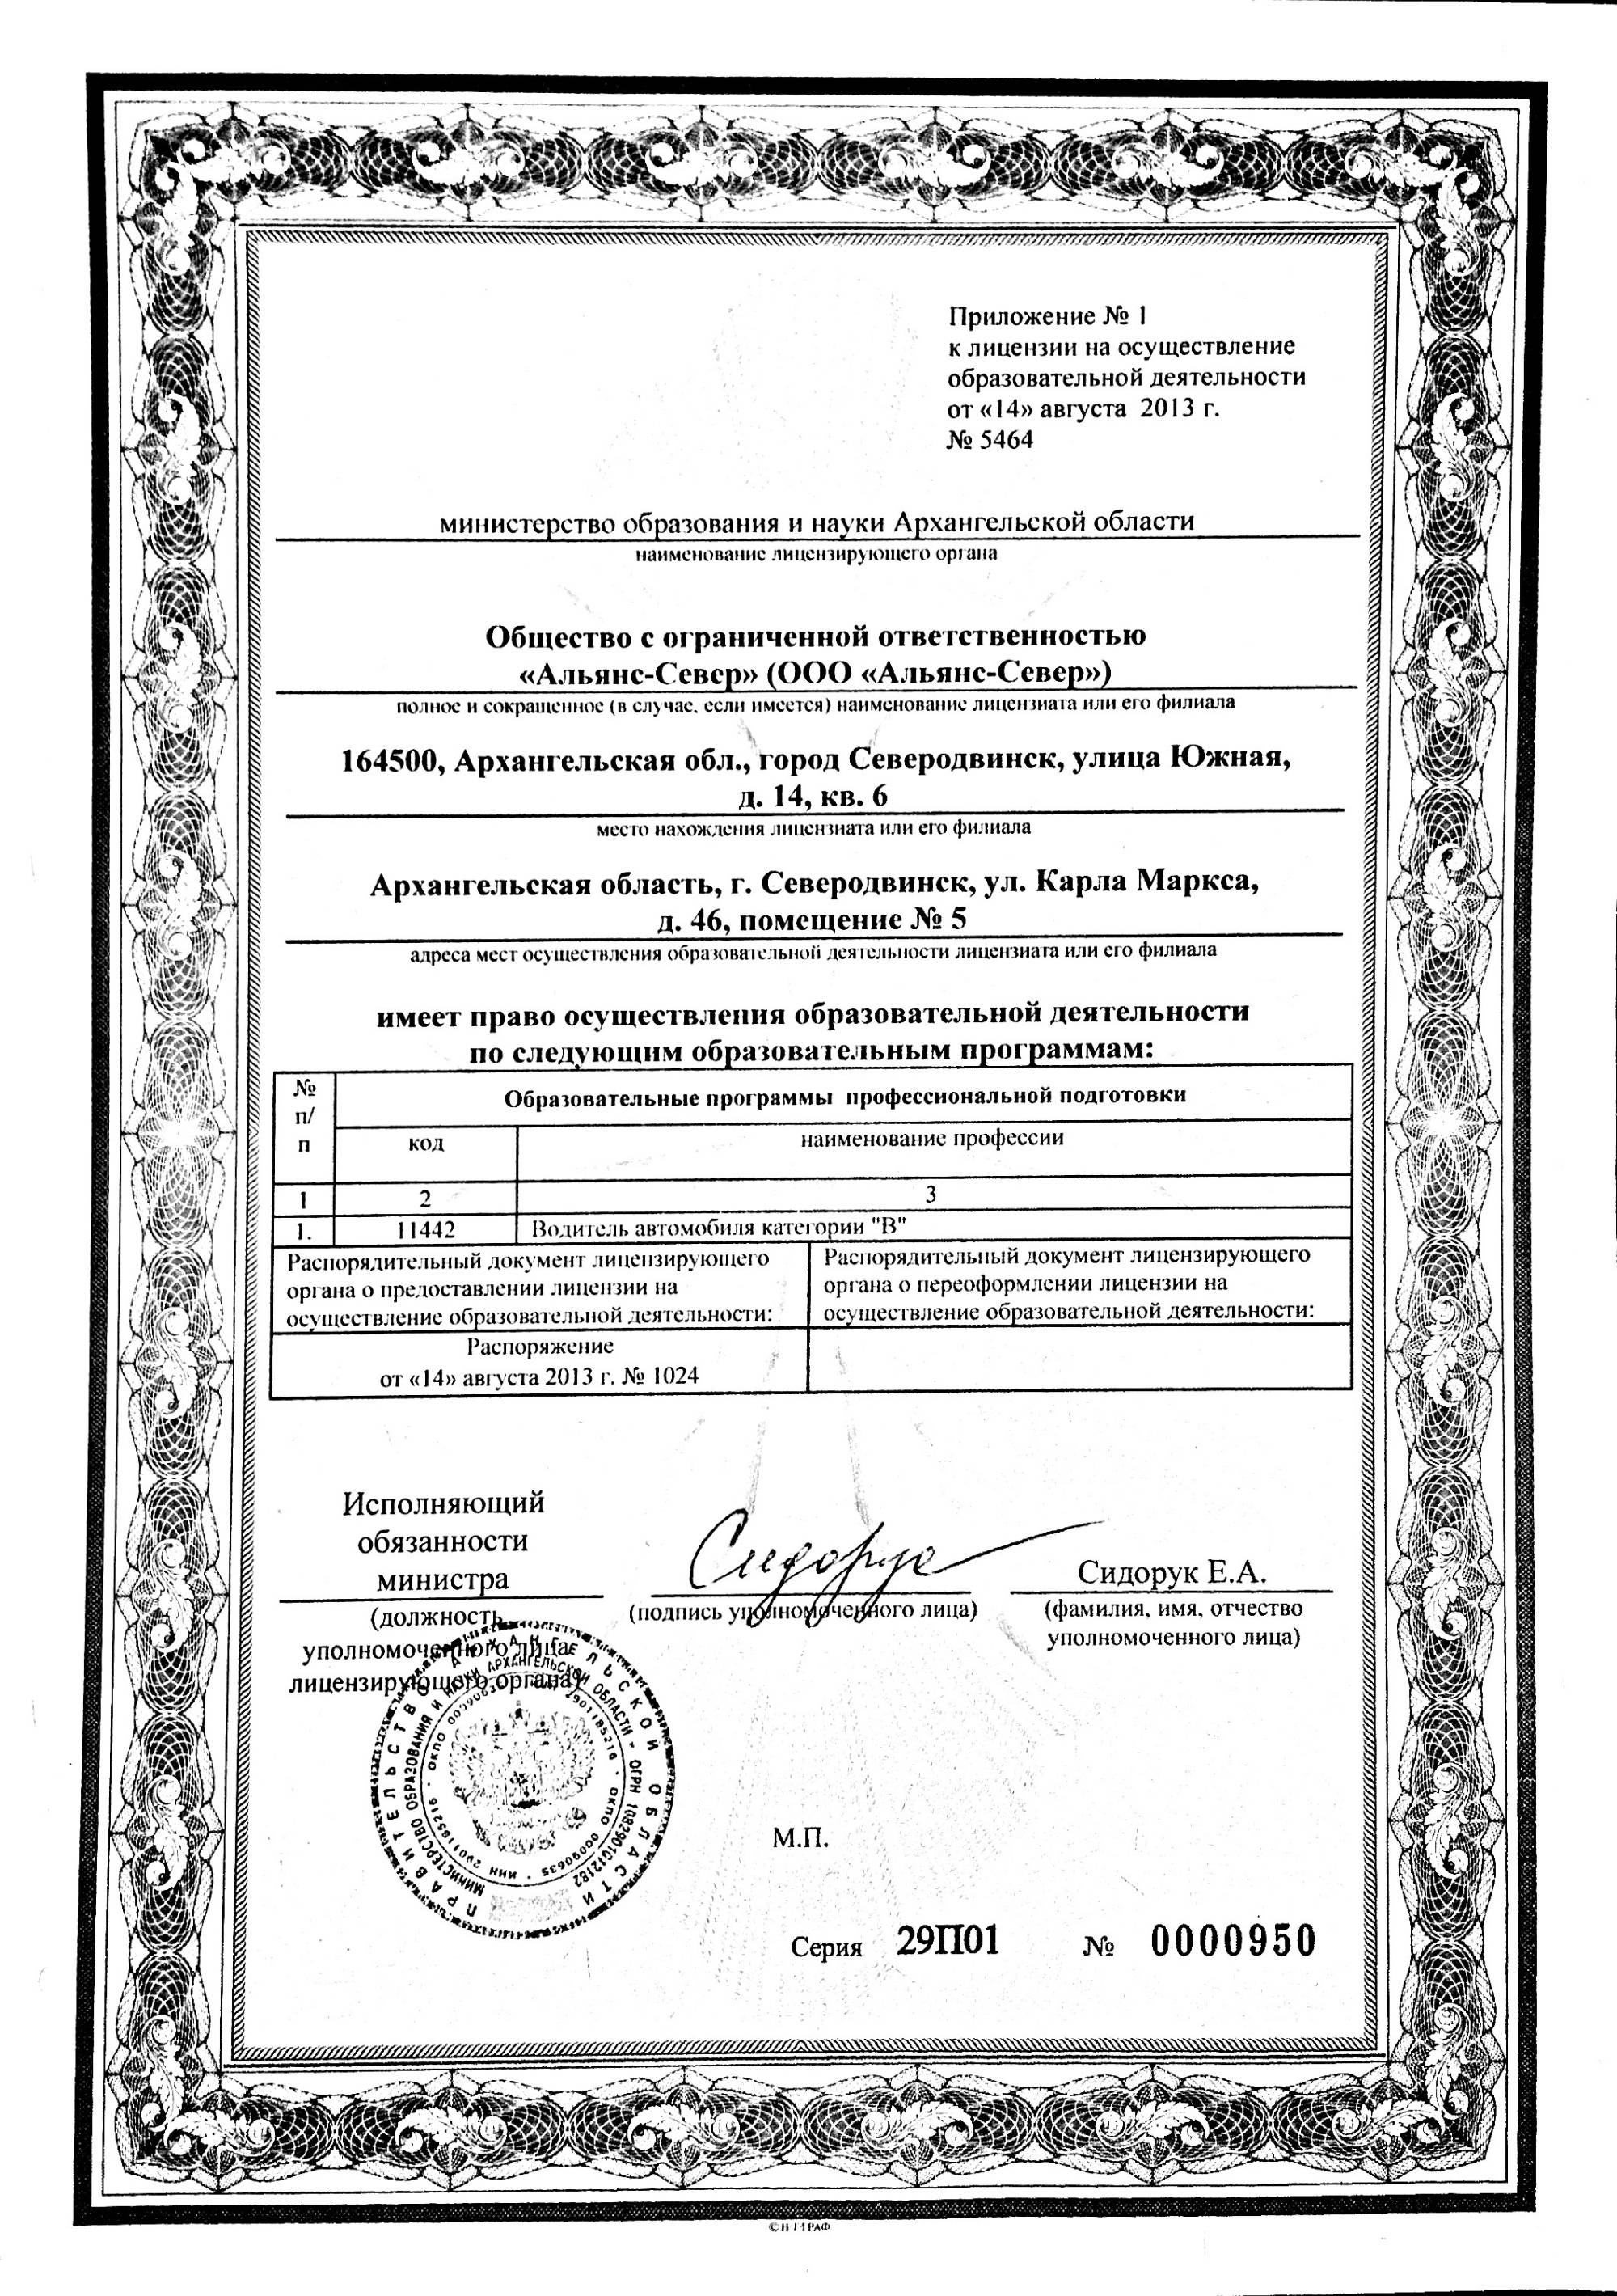 Приложение № 1
к лицензии на осуществление
образовательной деятельности
от «14» августа 2013 г.
№ 5464
министерство образования и науки Архангельской области
наименование лицензирующего органа
Общество с ограниченной ответственностью
«Альянс-Север» (ООО «Альянс-Север»)
полное и сокращенное (в случае, если имеется) наименование лицензиата или его филиала
164500, Архангельская обл., город Северодвинск, улица Южная,
д. 14, кв. 6
место нахождения лицензиата или его филиала
Архангельская область, г. Северодвинск, ул. Карла Маркса,
д. 46, помещение № 5
адреса мест осуществления образовательной деятельности лицензиата или его филиала
имеет право осуществления образовательной деятельности
по следующим образовательным программам:
№ п/п
Образовательные программы профессиональной подготовки
код
наименование профессии
1 2 3
1. 11442 Водитель автомобиля категории "В"
Распорядительный документ лицензирующего
органа о предоставлении лицензии на
осуществление образовательной деятельности:
Распорядительный документ лицензирующего
органа о переоформлении лицензии на
осуществление образовательной деятельности:
Распоряжение
от «14» августа 2013 г. № 1024
Исполняющий
обязанности
министра
(должность
уполномоченного лица
лицензирующего органа)
Сидорук
(подпись уполномоченного лица)
Сидорук Е.А.
(фамилия, имя, отчество
уполномоченного лица)
ПРАВИТЕЛЬСТВО АРХАНГЕЛЬСКОЙ ОБЛАСТИ
МИНИСТЕРСТВО ОБРАЗОВАНИЯ И НАУКИ АРХАНГЕЛЬСКОЙ ОБЛАСТИ - ОГРН 1082901012182
ИНН 2901185216 · ОКПО 00090635
М.П.
Серия 29П01 № 0000950